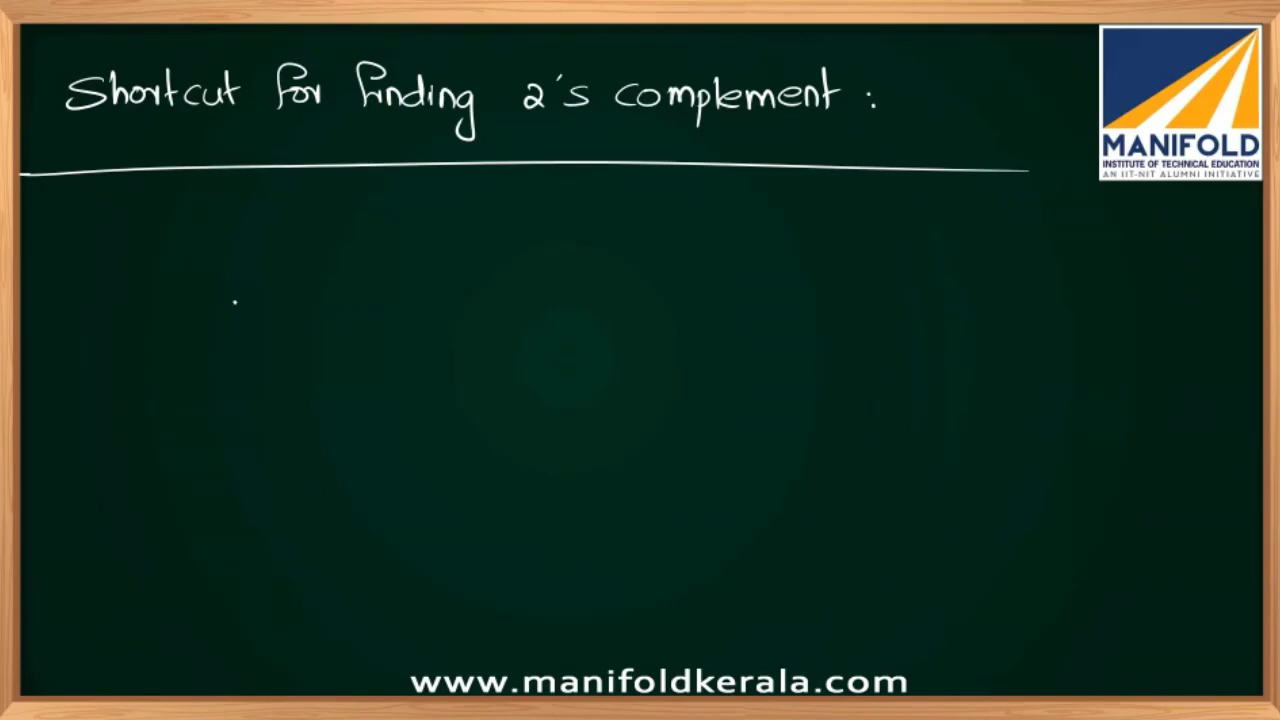 Shortcut for finding 2's complement :
MANIFOLD
INSTITUTE OF TECHNICAL EDUCATION
AN IIT-NIT ALUMNI INITIATIVE
www.manifoldkerala.com